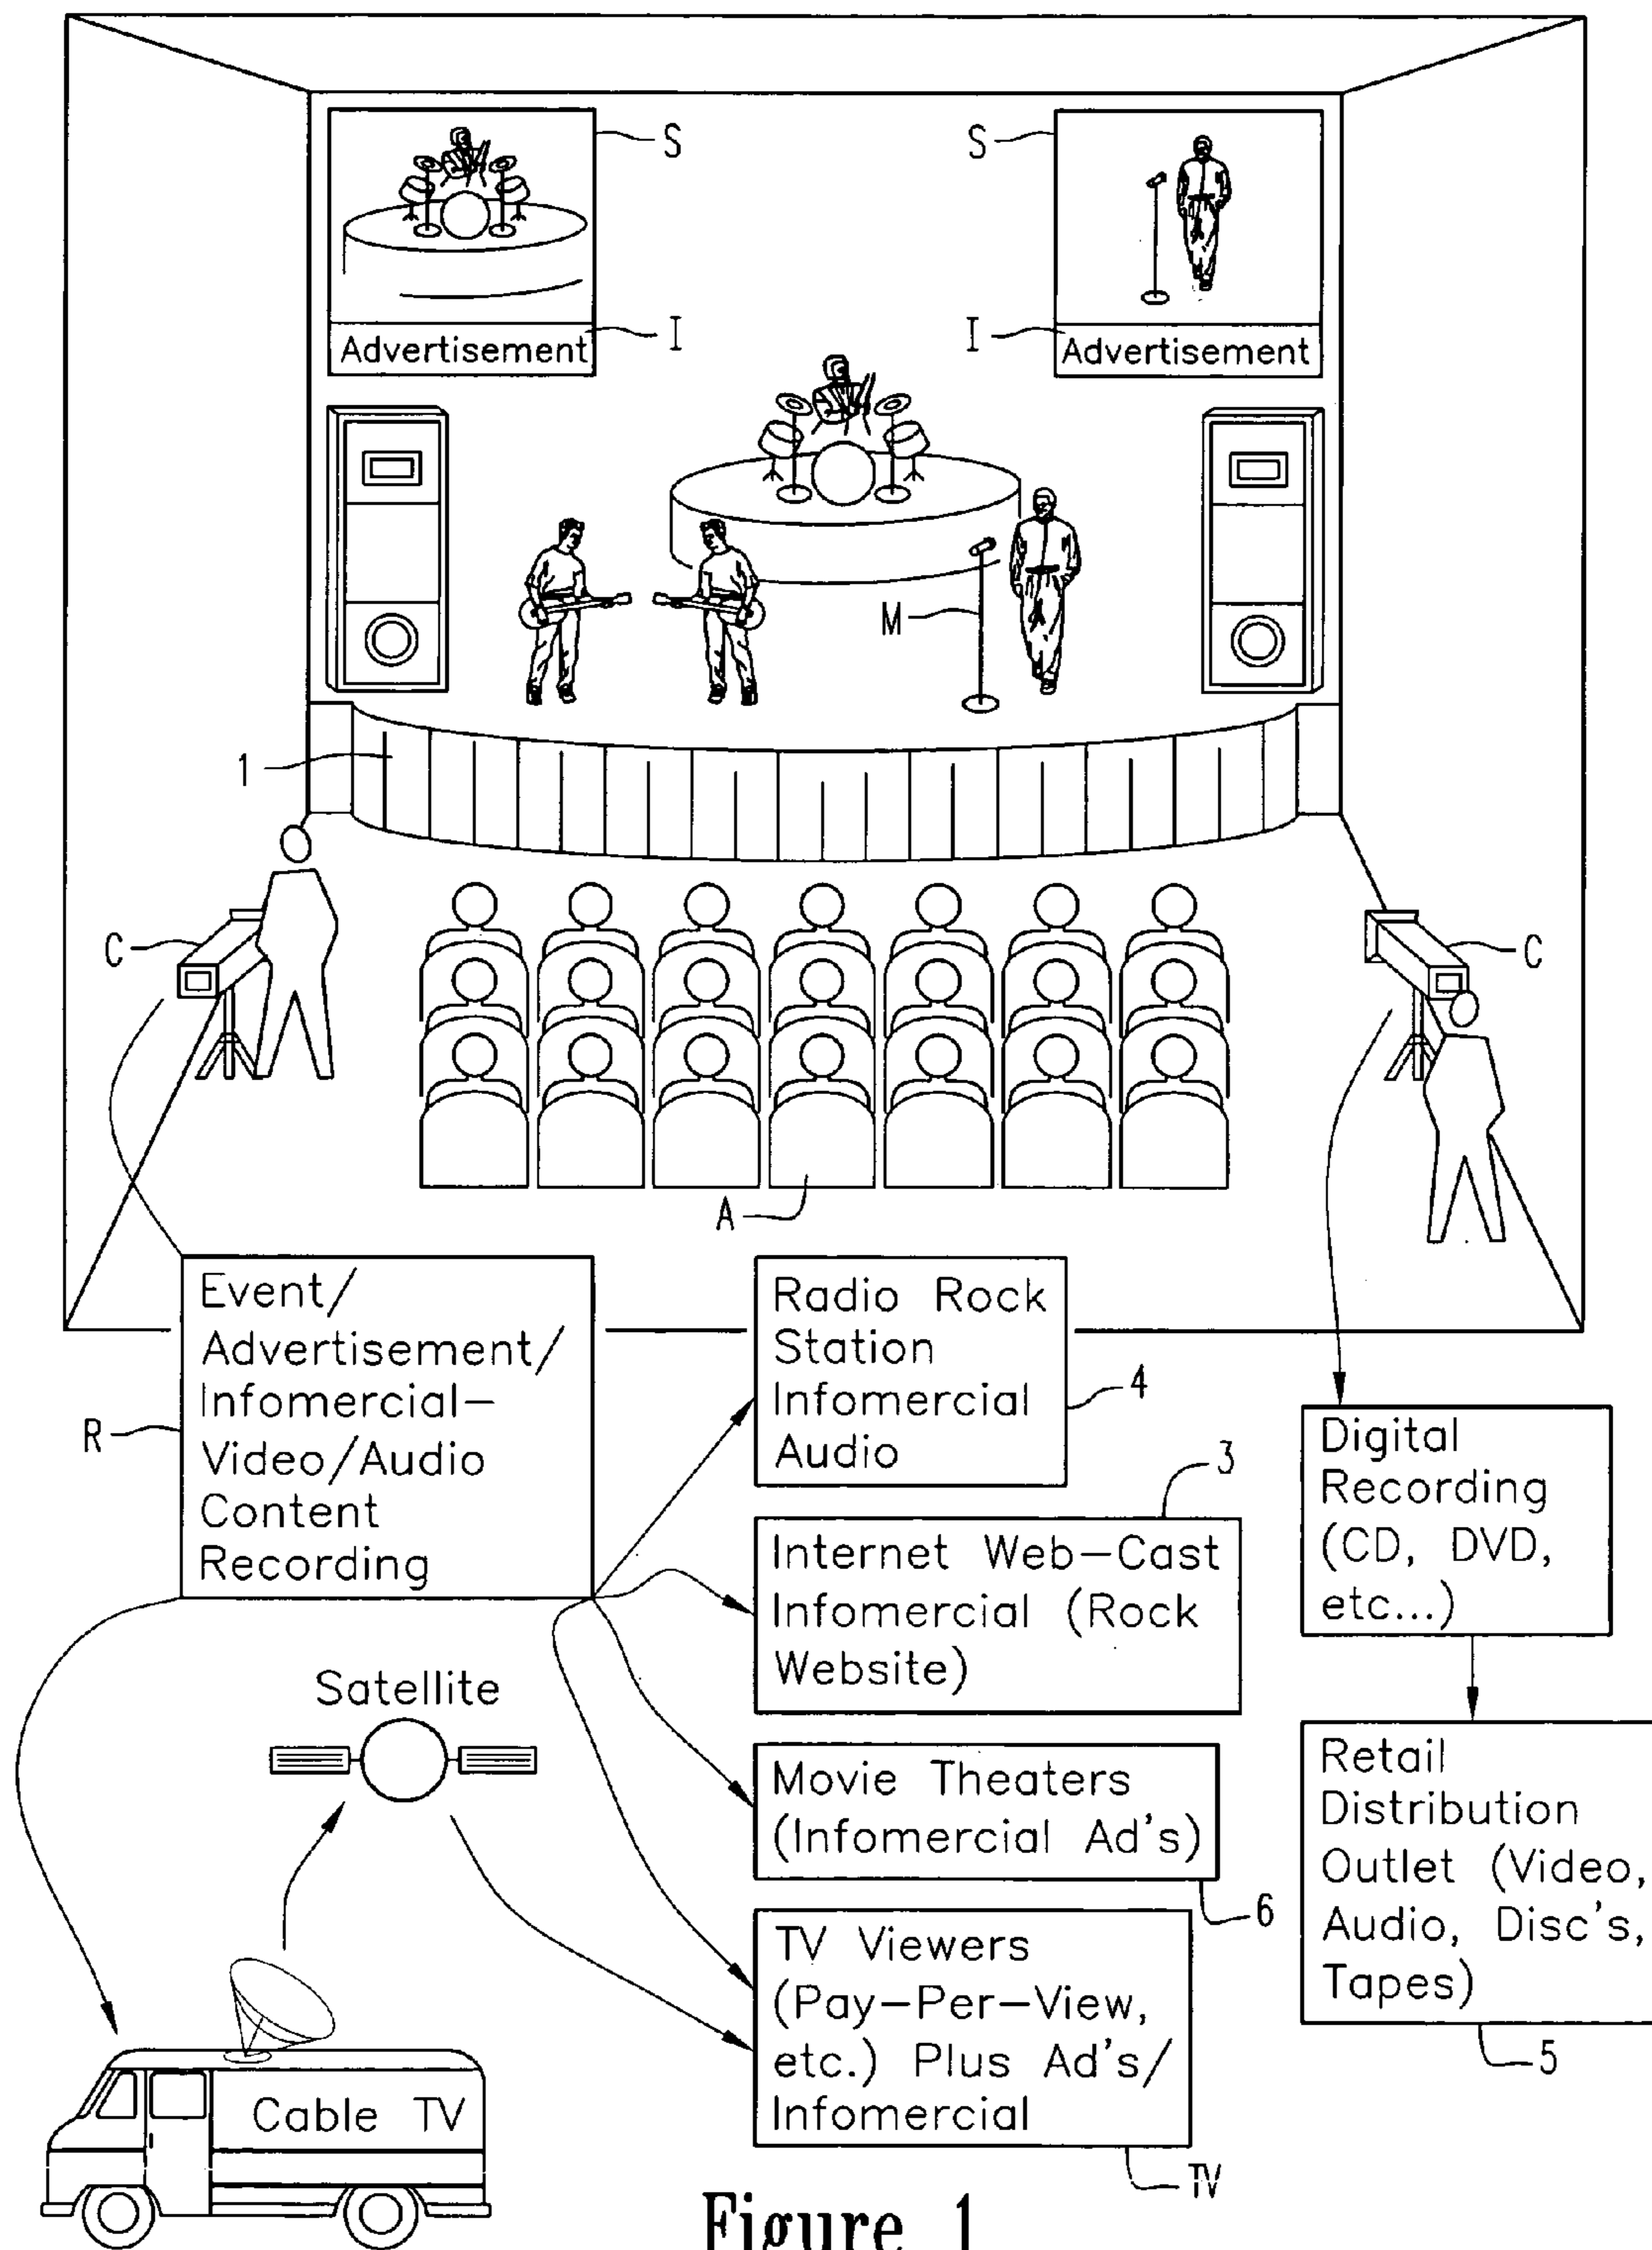 S
S
I
I
Advertisement
Advertisement
M
1
C
C
A
Event/
Advertisement/
Infomercial-
Video/Audio
Content
Recording
R
Radio Rock
Station
Infomercial
Audio
4
3
Internet Web-Cast
Infomercial (Rock
Website)
Digital
Recording
(CD, DVD,
etc...)
Satellite
Movie Theaters
(Infomercial Ad's)
6
Retail
Distribution
Outlet (Video,
Audio, Disc's,
Tapes)
5
TV Viewers
(Pay-Per-View,
etc.) Plus Ad's/
Infomercial
TV
Cable TV
Figure 1